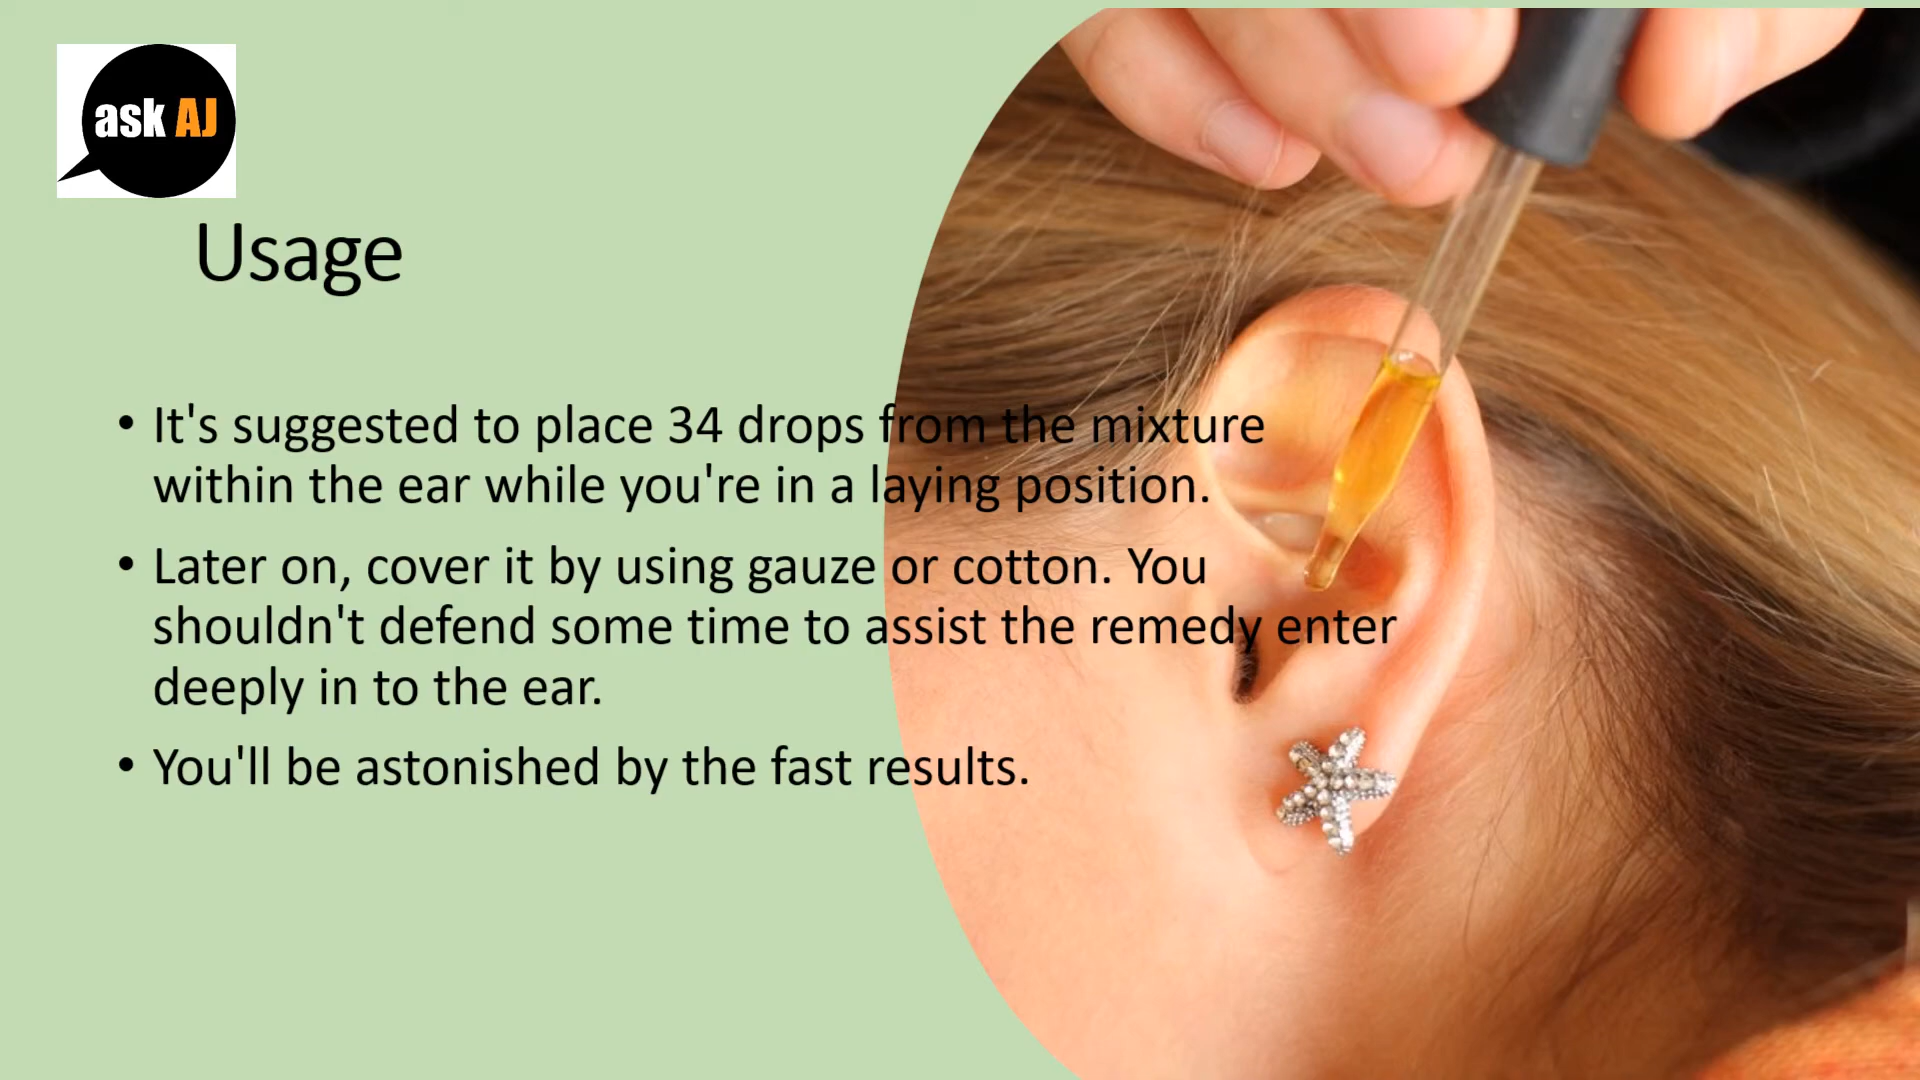 ask AJ
Usage
• It's suggested to place 34 drops from the mixture
within the ear while you're in a laying position.
• Later on, cover it by using gauze or cotton. You
shouldn't defend some time to assist the remedy enter
deeply in to the ear.
• You'll be astonished by the fast results.